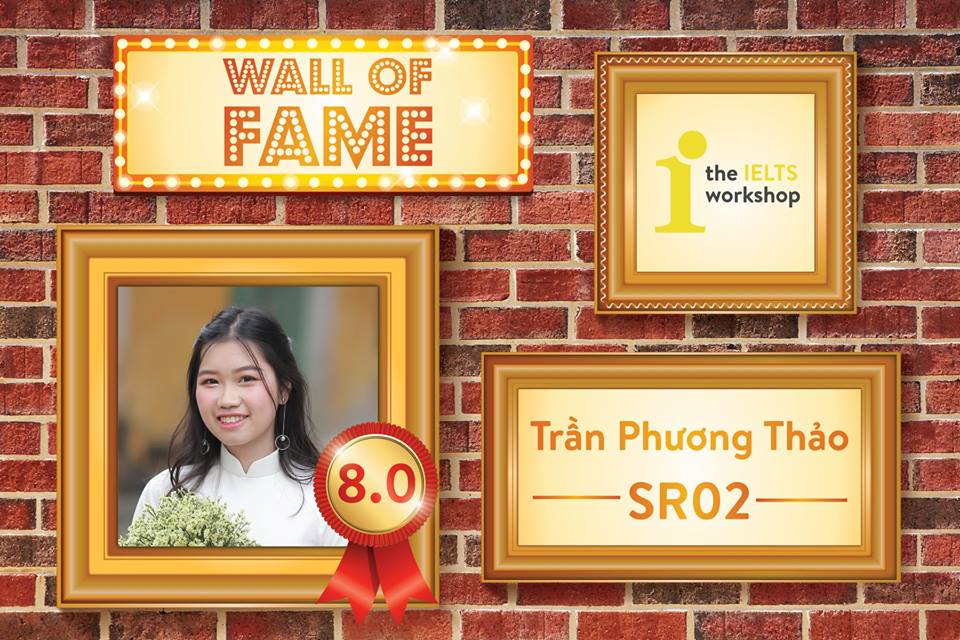 WALL OF
FAME
the IELTS
workshop
8.0
Trần Phương Thảo
SR02